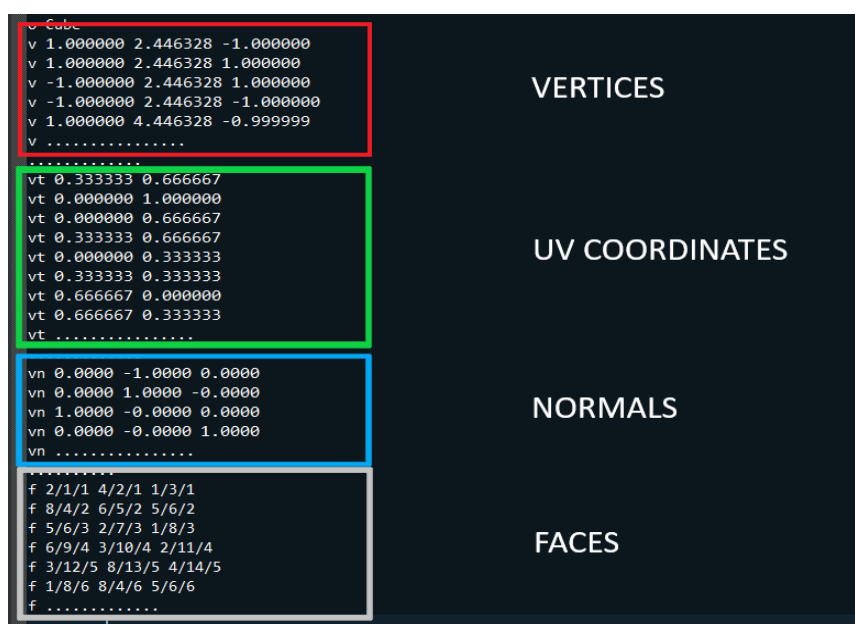 o Cube
v 1.000000 2.446328 -1.000000
v 1.000000 2.446328 1.000000
v -1.000000 2.446328 1.000000
v -1.000000 2.446328 -1.000000
v 1.000000 4.446328 -0.999999
v ................
.............
VERTICES
vt 0.333333 0.666667
vt 0.000000 1.000000
vt 0.000000 0.666667
vt 0.333333 0.666667
vt 0.000000 0.333333
vt 0.333333 0.333333
vt 0.666667 0.000000
vt 0.666667 0.333333
vt ................
UV COORDINATES
vn 0.0000 -1.0000 0.0000
vn 0.0000 1.0000 -0.0000
vn 1.0000 -0.0000 0.0000
vn 0.0000 -0.0000 1.0000
vn ................
..........
NORMALS
f 2/1/1 4/2/1 1/3/1
f 8/4/2 6/5/2 5/6/2
f 5/6/3 2/7/3 1/8/3
f 6/9/4 3/10/4 2/11/4
f 3/12/5 8/13/5 4/14/5
f 1/8/6 8/4/6 5/6/6
f .............
FACES